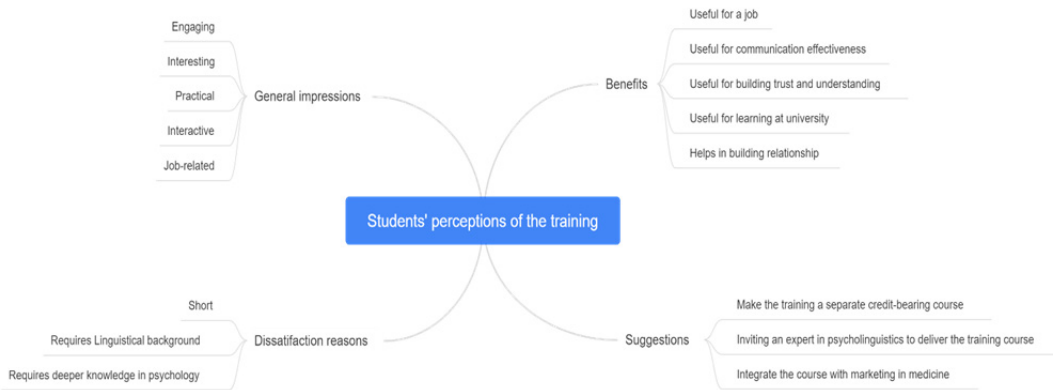 Students' perceptions of the training
General impressions
Engaging
Interesting
Practical
Interactive
Job-related
Benefits
Useful for a job
Useful for communication effectiveness
Useful for building trust and understanding
Useful for learning at university
Helps in building relationship
Dissatifaction reasons
Short
Requires Linguistical background
Requires deeper knowledge in psychology
Suggestions
Make the training a separate credit-bearing course
Inviting an expert in psycholinguistics to deliver the training course
Integrate the course with marketing in medicine